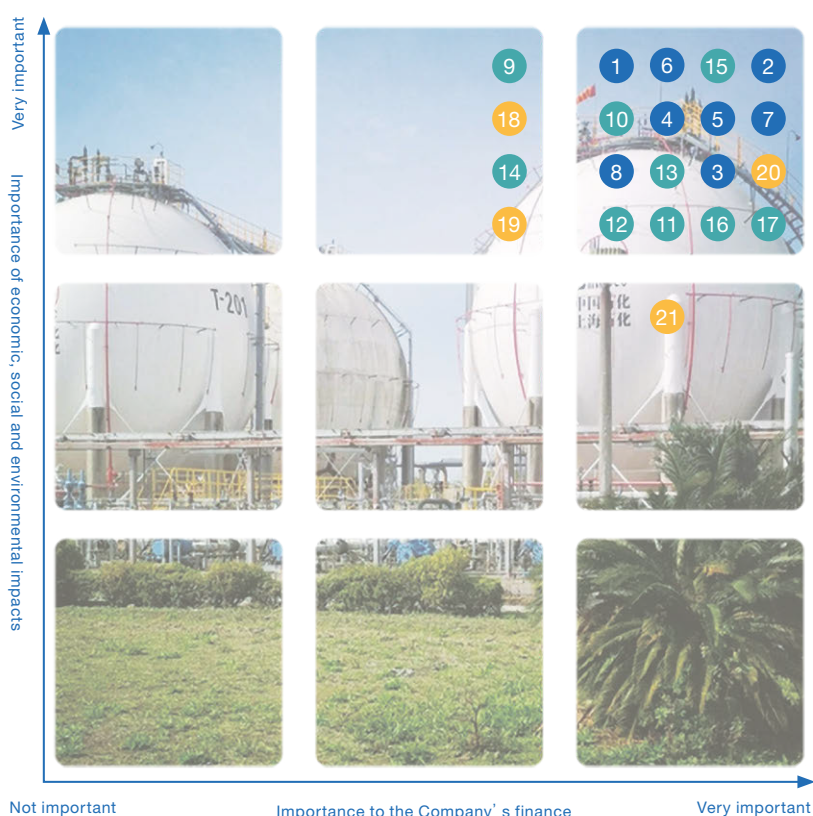 Very important
Importance of economic, social and environmental impacts
9
1 6 15 2
18
10 4 5 7
14
8 13 3 20
19
12 11 16 17
T-201
21
Not important
Importance to the Company’s finance
Very important